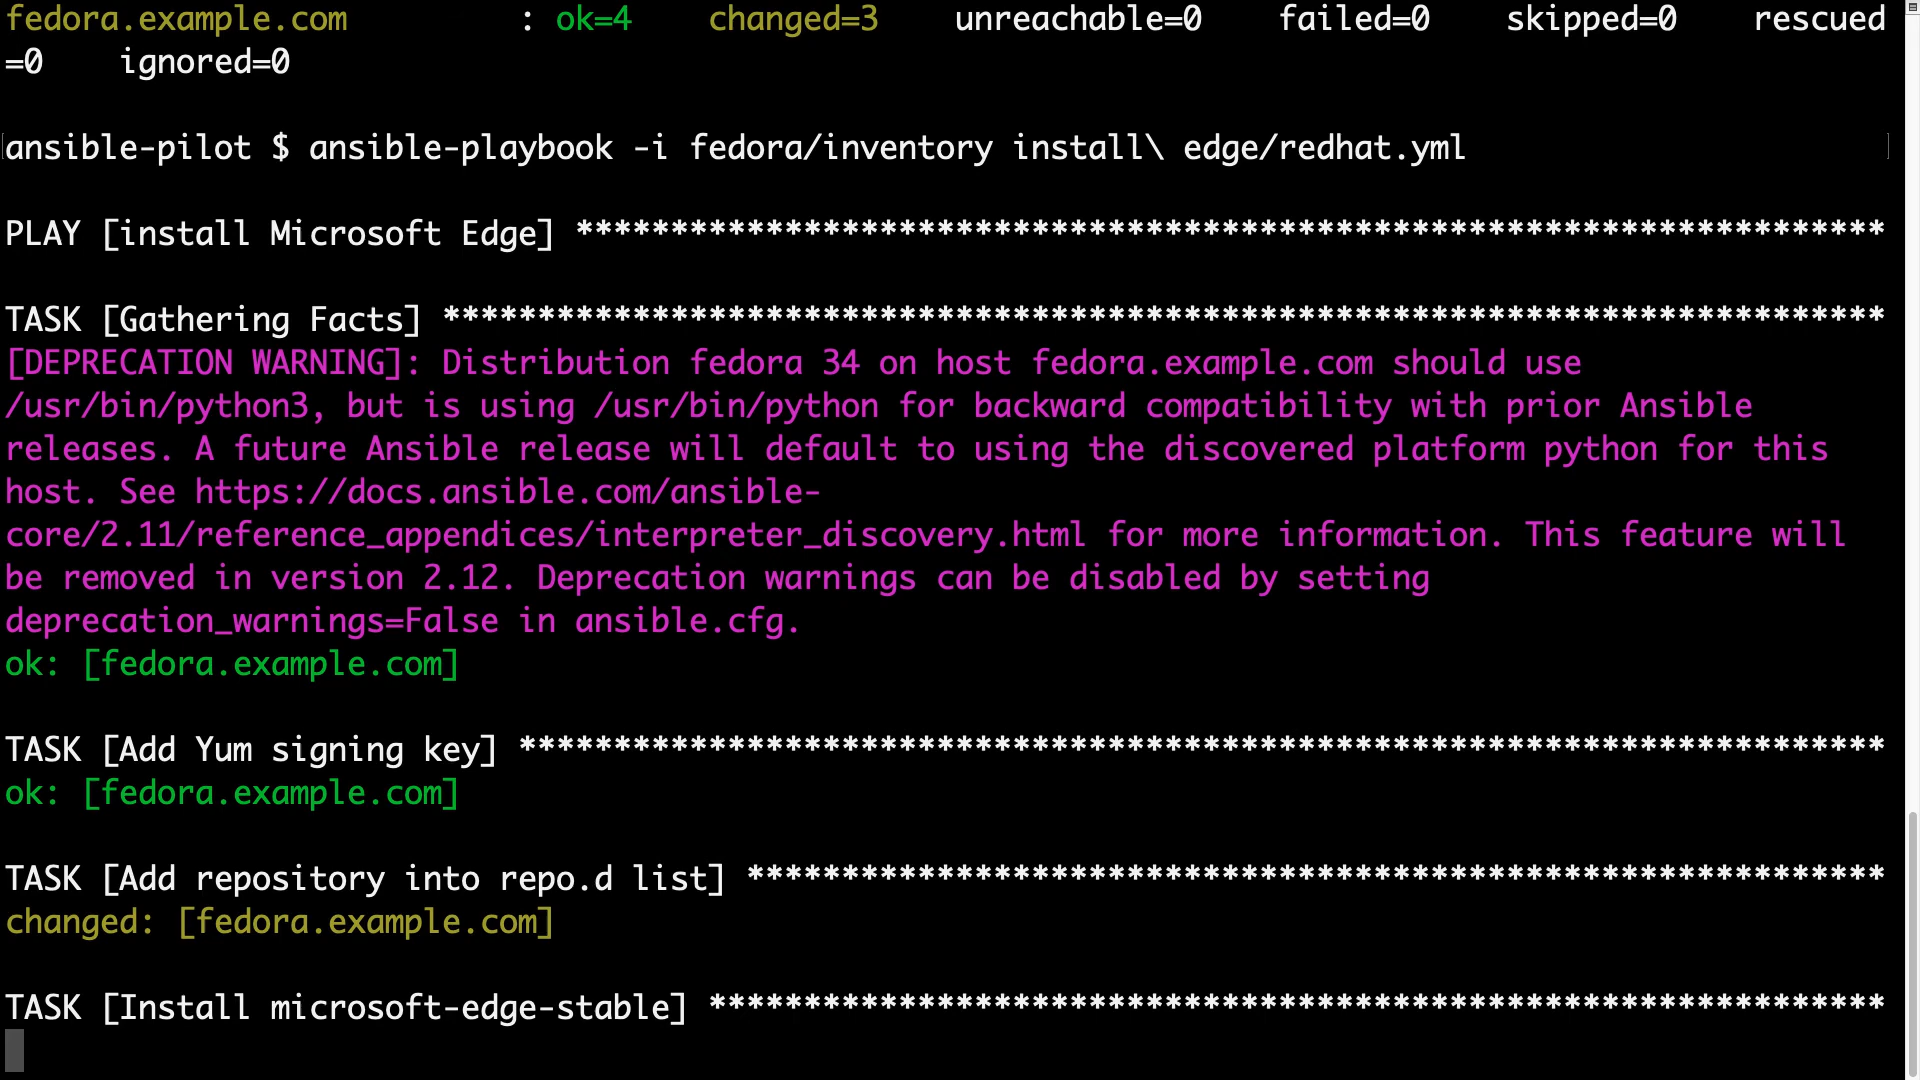 fedora.example.com         : ok=4    changed=3    unreachable=0    failed=0    skipped=0    rescued
=0    ignored=0
ansible-pilot $ ansible-playbook -i fedora/inventory install\ edge/redhat.yml
PLAY [install Microsoft Edge] *********************************************************************
TASK [Gathering Facts] ****************************************************************************
[DEPRECATION WARNING]: Distribution fedora 34 on host fedora.example.com should use
/usr/bin/python3, but is using /usr/bin/python for backward compatibility with prior Ansible
releases. A future Ansible release will default to using the discovered platform python for this
host. See https://docs.ansible.com/ansible-
core/2.11/reference_appendices/interpreter_discovery.html for more information. This feature will
be removed in version 2.12. Deprecation warnings can be disabled by setting
deprecation_warnings=False in ansible.cfg.
ok: [fedora.example.com]
TASK [Add Yum signing key] ************************************************************************
ok: [fedora.example.com]
TASK [Add repository into repo.d list] ************************************************************
changed: [fedora.example.com]
TASK [Install microsoft-edge-stable] **************************************************************